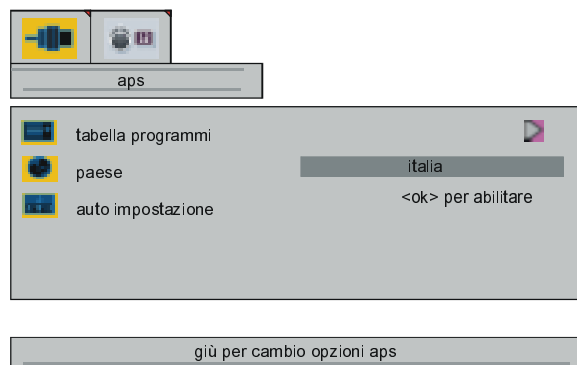 aps
tabella programmi
paese italia
auto impostazione <ok> per abilitare
giù per cambio opzioni aps